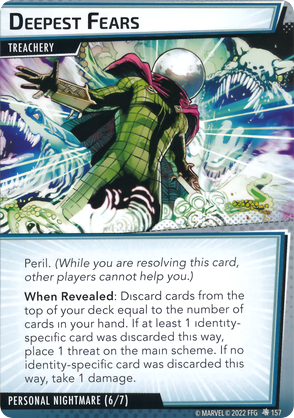 DEEPEST FEARS
TREACHERY
Peril. (While you are resolving this card,
other players cannot help you.)
When Revealed: Discard cards from the
top of your deck equal to the number of
cards in your hand. If at least 1 identity-
specific card was discarded this way,
place 1 threat on the main scheme. If no
identity-specific card was discarded this
way, take 1 damage.
PERSONAL NIGHTMARE (6/7)
© MARVEL © 2022 FFG 157